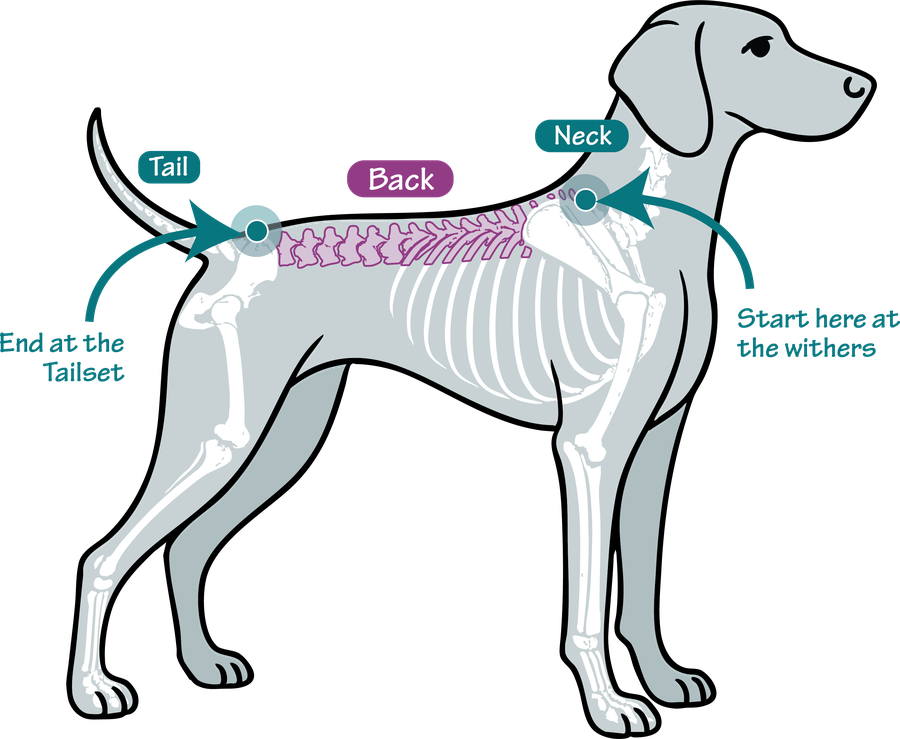 Neck
Tail
Back
Start here at
the withers
End at the
Tailset